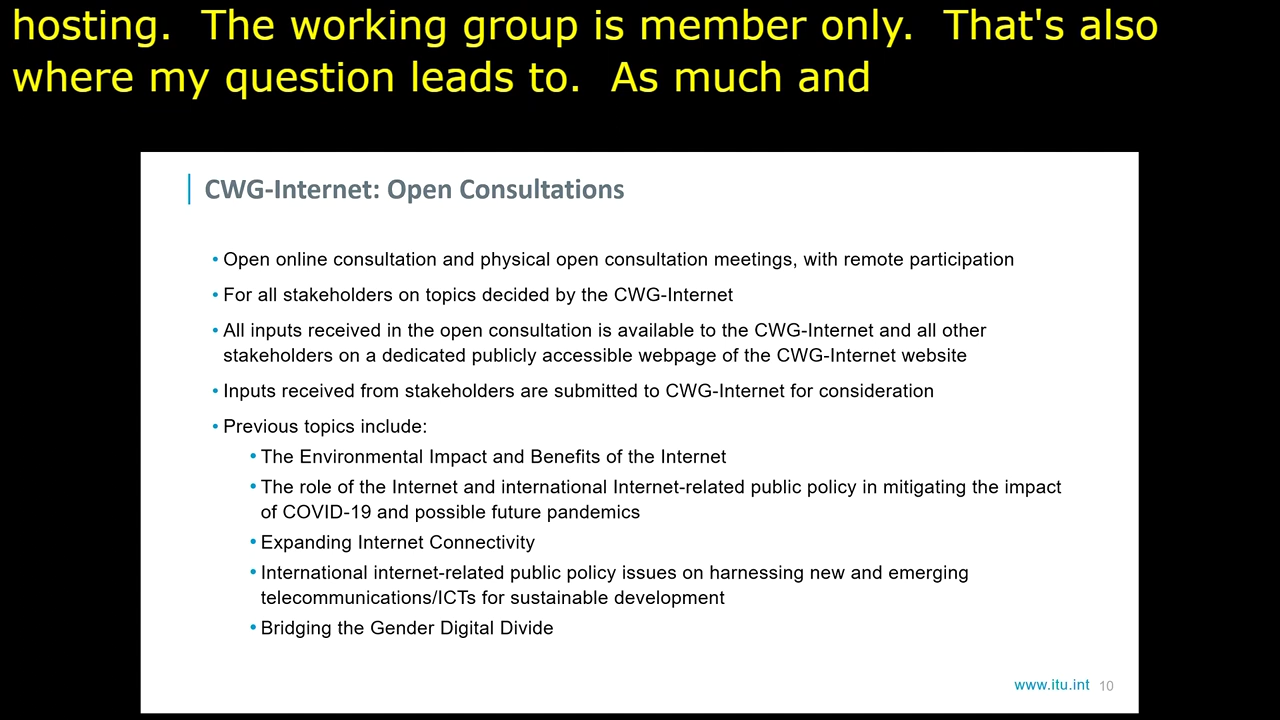 hosting.  The working group is member only.  That's also
where my question leads to.  As much and
CWG-Internet: Open Consultations
• Open online consultation and physical open consultation meetings, with remote participation
• For all stakeholders on topics decided by the CWG-Internet
• All inputs received in the open consultation is available to the CWG-Internet and all other
stakeholders on a dedicated publicly accessible webpage of the CWG-Internet website
• Inputs received from stakeholders are submitted to CWG-Internet for consideration
• Previous topics include:
• The Environmental Impact and Benefits of the Internet
• The role of the Internet and international Internet-related public policy in mitigating the impact
of COVID-19 and possible future pandemics
• Expanding Internet Connectivity
• International internet-related public policy issues on harnessing new and emerging
telecommunications/ICTs for sustainable development
• Bridging the Gender Digital Divide
www.itu.int 10